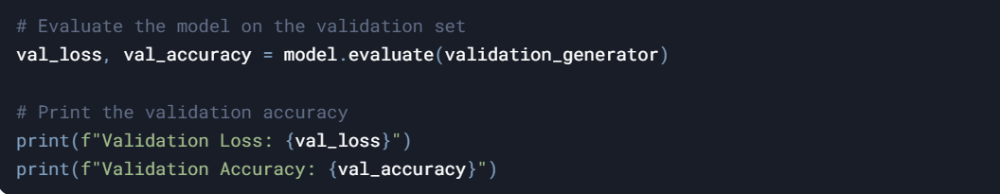 # Evaluate the model on the validation set
val_loss, val_accuracy = model.evaluate(validation_generator)
# Print the validation accuracy
print(f"Validation Loss: {val_loss}")
print(f"Validation Accuracy: {val_accuracy}")